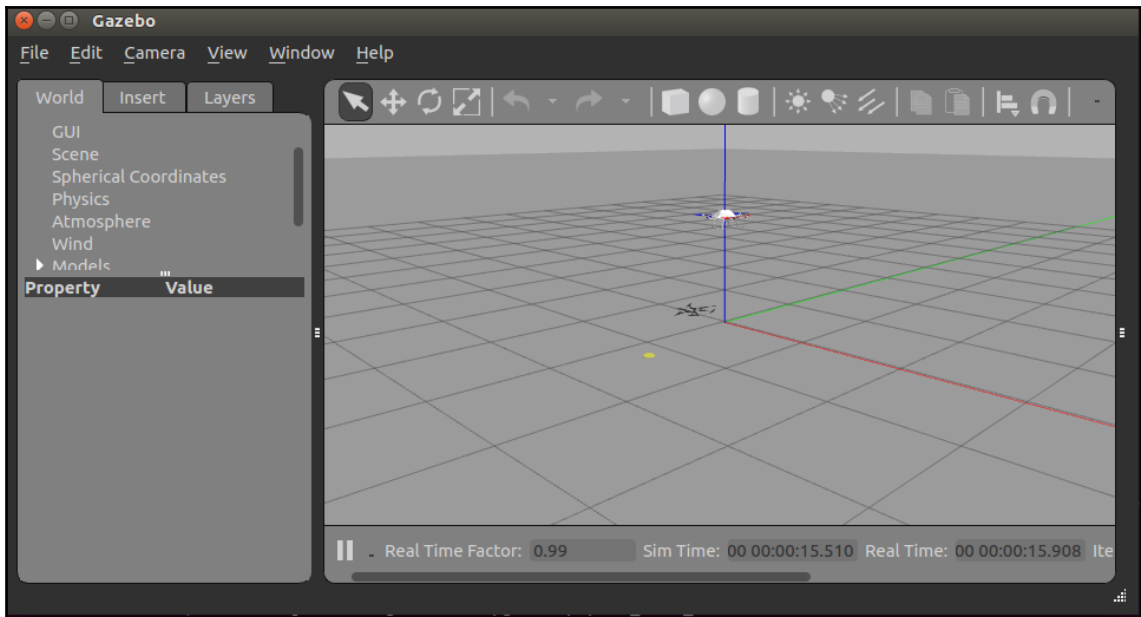 Gazebo
File Edit Camera View Window Help
World Insert Layers
GUI
Scene
Spherical Coordinates
Physics
Atmosphere
Wind
Models
Property Value
Real Time Factor: 0.99 Sim Time: 00 00:00:15.510 Real Time: 00 00:00:15.908 Ite